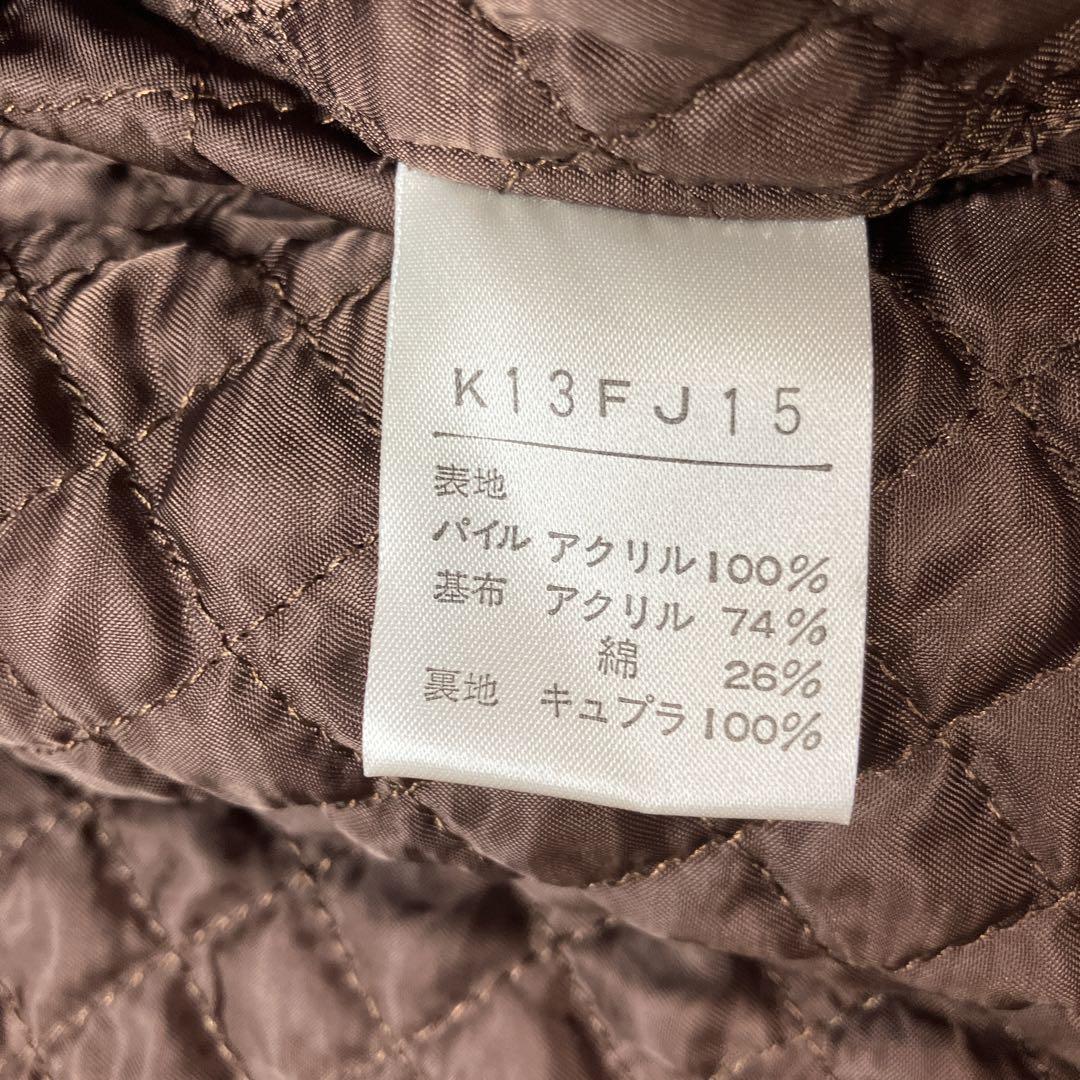 K13FJ15
表地
パイル アクリル100%
基布 アクリル 74%
綿 26%
裏地 キュプラ100%